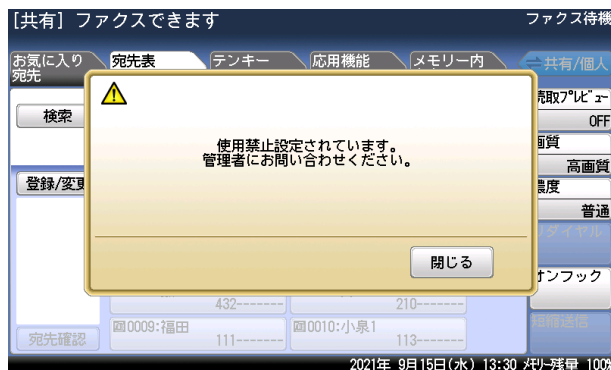 [共有] ファクスできます
ファクス待機
お気に入り
宛先
宛先表
テンキー
応用機能
メモリー内
共有/個人
検索
登録/変更
使用禁止設定されています。
管理者にお問い合わせください。
閉じる
読取プレビュー
OFF
画質
高画質
濃度
普通
リダイヤル
オンフック
短縮送信
432-------
210-------
0009:福田
111-------
0010:小泉1
113-------
宛先確認
2021年 9月15日(水) 13:30 メモリー残量 100%